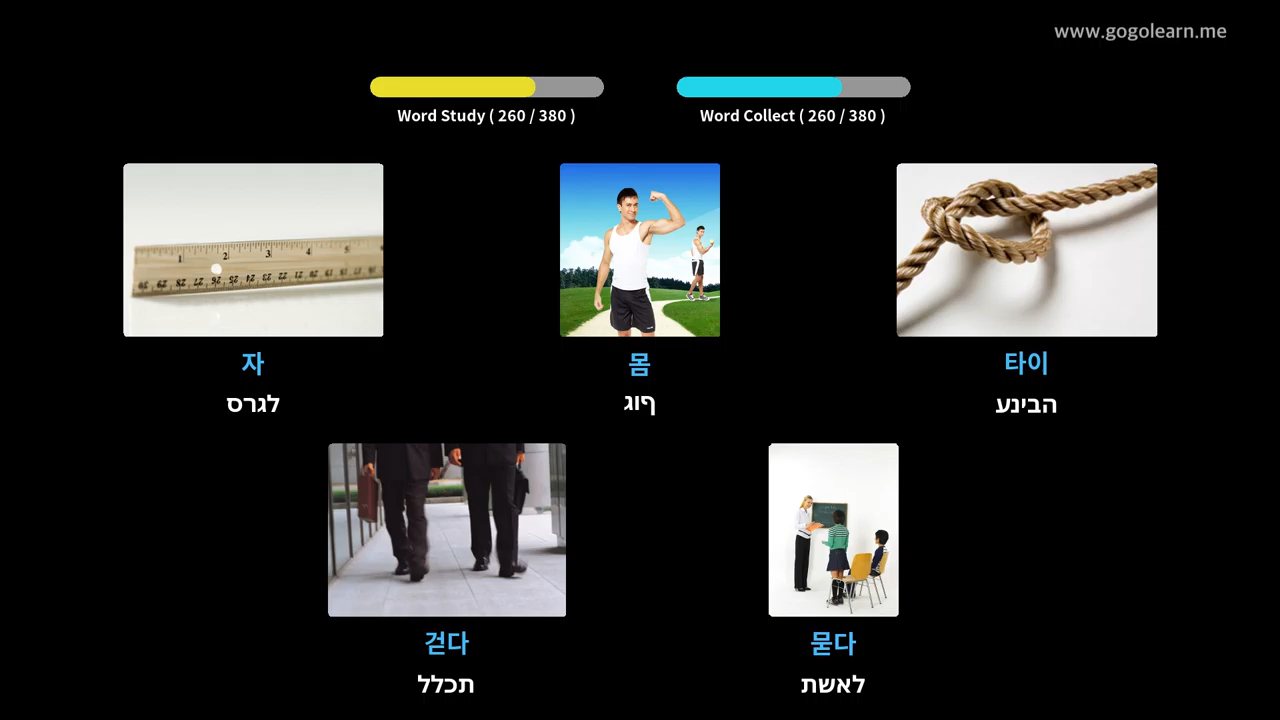 www.gogolearn.me
Word Study ( 260 / 380 )
Word Collect ( 260 / 380 )
자
לגרס
몸
ףוג
타이
הבינע
걷다
תכלל
묻다
לאשת